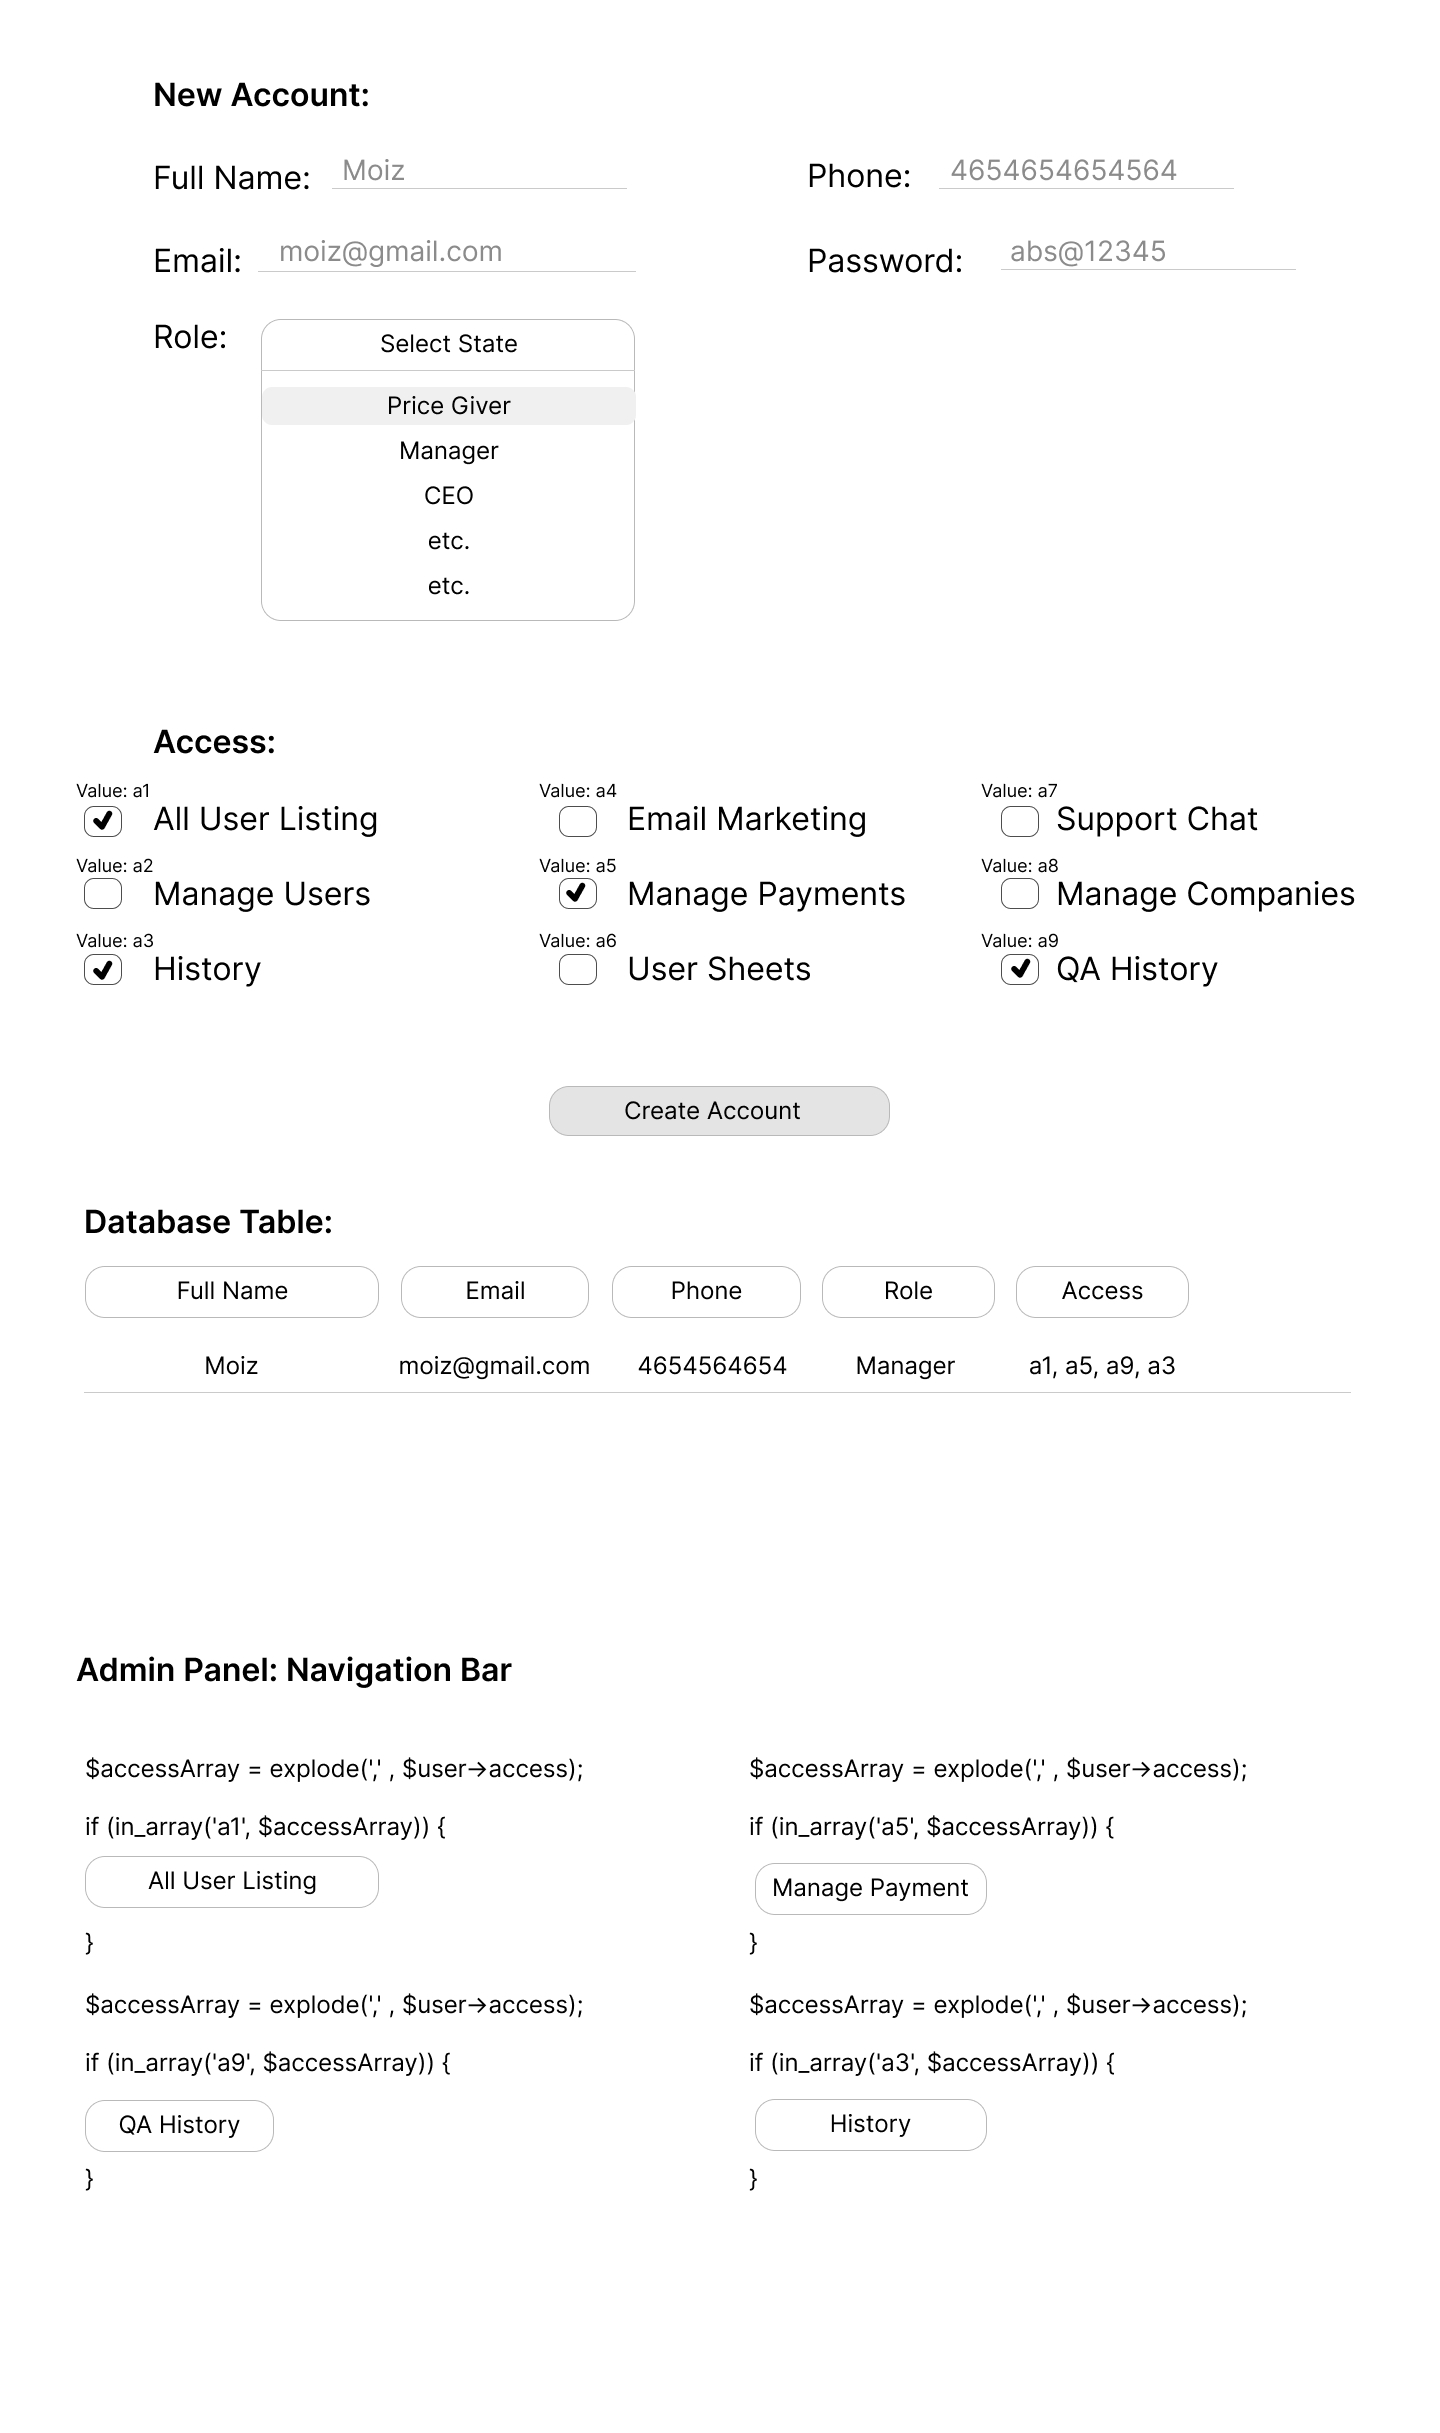 New Account:
Full Name: Moiz
Phone: 4654654654564
Email: moiz@gmail.com
Password: abs@12345
Role: Select State
Price Giver
Manager
CEO
etc.
etc.
Access:
Value: a1
All User Listing
Value: a4
Email Marketing
Value: a7
Support Chat
Value: a2
Manage Users
Value: a5
Manage Payments
Value: a8
Manage Companies
Value: a3
History
Value: a6
User Sheets
Value: a9
QA History
Create Account
Database Table:
Full Name Email Phone Role Access
Moiz moiz@gmail.com 4654564654 Manager a1, a5, a9, a3
Admin Panel: Navigation Bar
$accessArray = explode(',' , $user->access);
if (in_array('a1', $accessArray)) {
All User Listing
}
$accessArray = explode(',' , $user->access);
if (in_array('a5', $accessArray)) {
Manage Payment
}
$accessArray = explode(',' , $user->access);
if (in_array('a9', $accessArray)) {
QA History
}
$accessArray = explode(',' , $user->access);
if (in_array('a3', $accessArray)) {
History
}